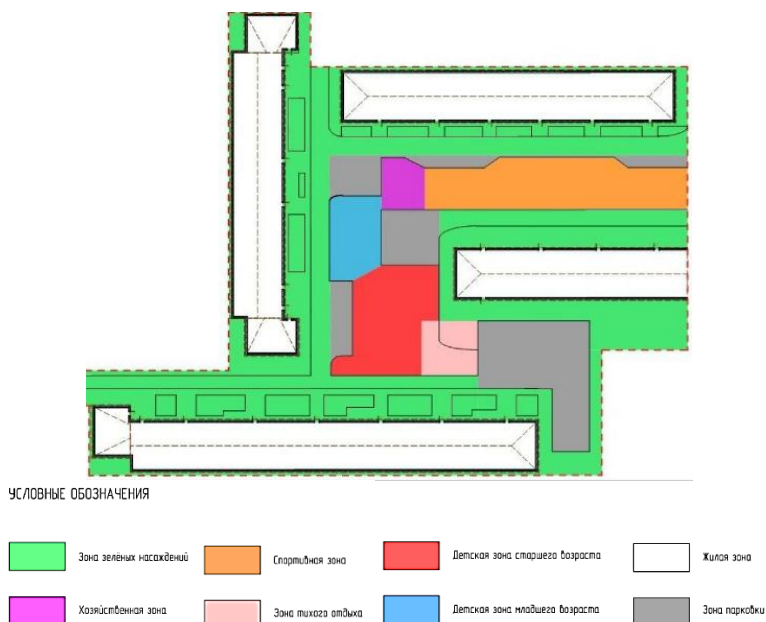 УСЛОВНЫЕ ОБОЗНАЧЕНИЯ
Зона зелёных насаждений
Спортивная зона
Детская зона старшего возраста
Жилая зона
Хозяйственная зона
Зона тихого отдыха
Детская зона младшего возраста
Зона парковки